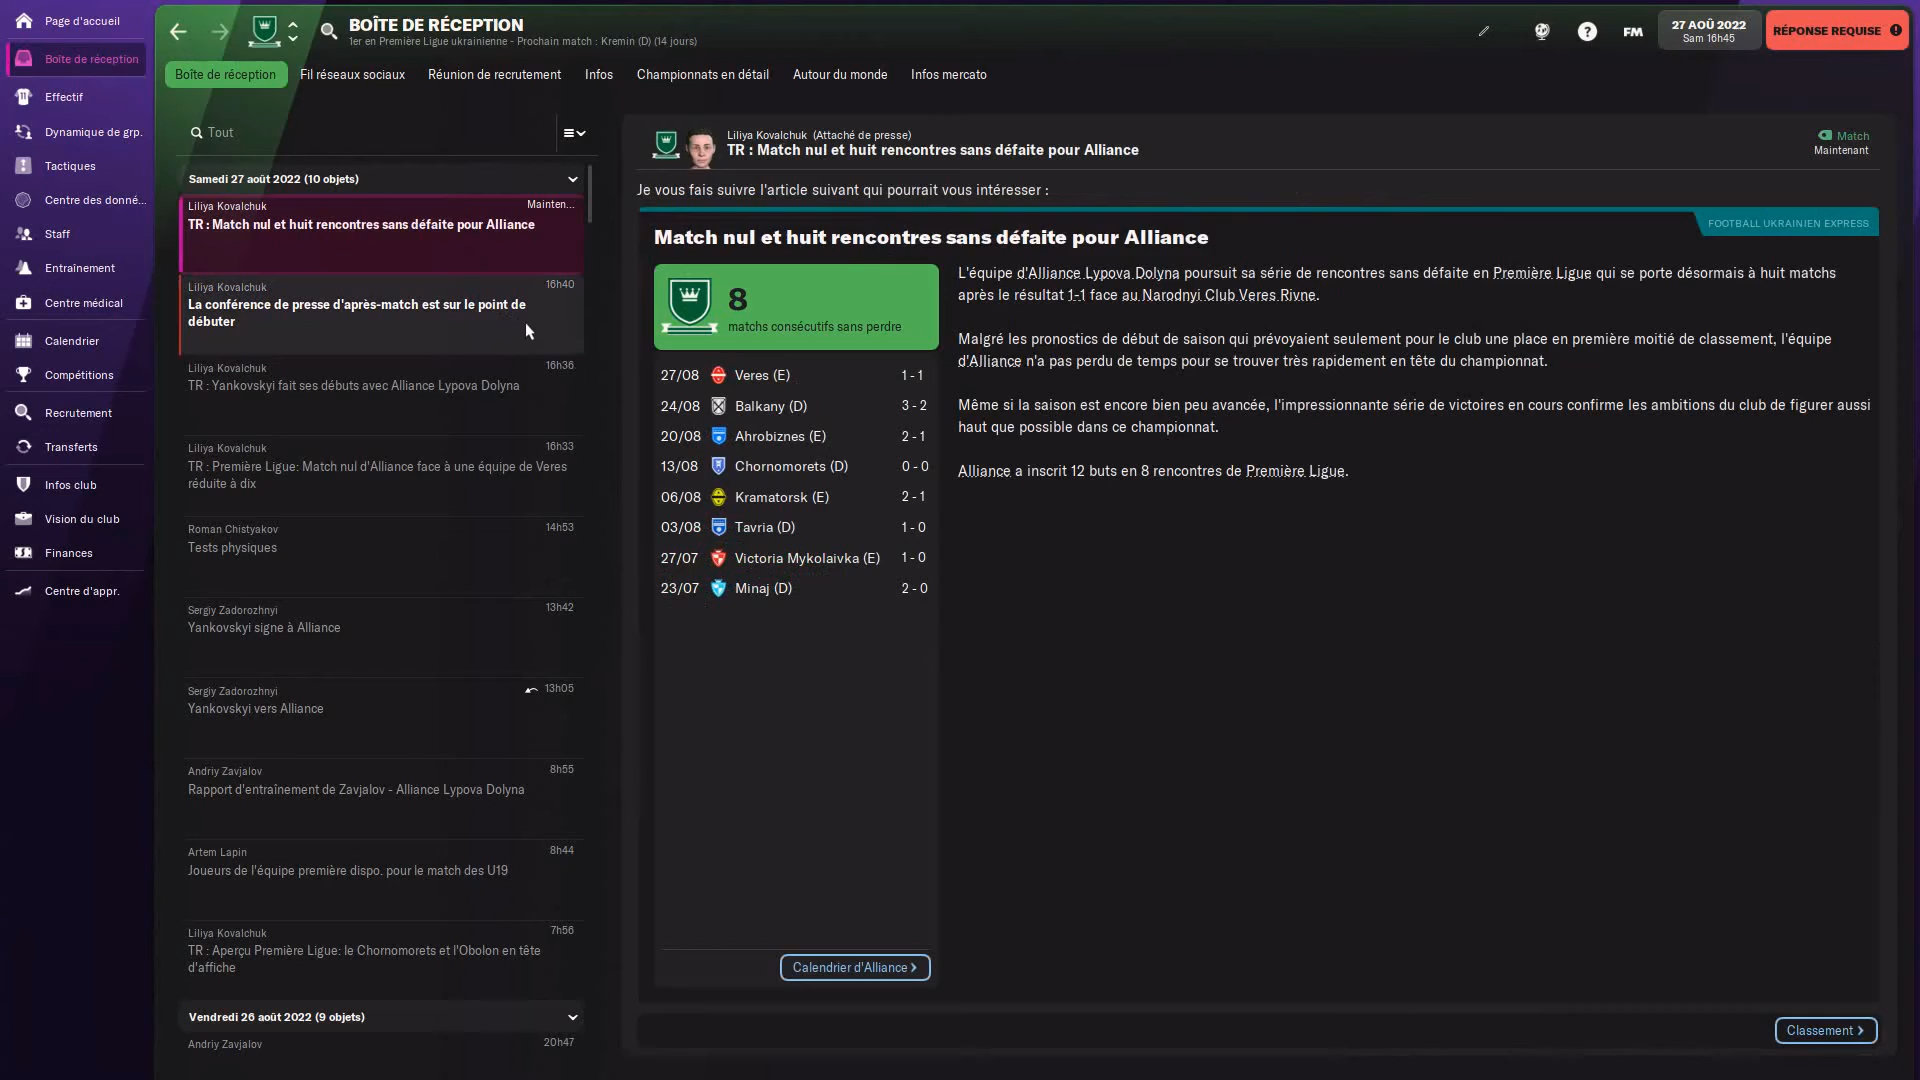 Page d'accueil
Boîte de réception
Effectif
Dynamique de grp.
Tactiques
Centre des donné...
Staff
Entraînement
Centre médical
Calendrier
Compétitions
Recrutement
Transferts
Infos club
Vision du club
Finances
Centre d'appr.
BOÎTE DE RÉCEPTION
1er en Première Ligue ukrainienne - Prochain match : Kremin (D) (14 jours)
FM
27 AOÛ 2022
Sam 16h45
RÉPONSE REQUISE
Boîte de réception
Fil réseaux sociaux
Réunion de recrutement
Infos
Championnats en détail
Autour du monde
Infos mercato
Tout
Samedi 27 août 2022 (10 objets)
Liliya Kovalchuk
Mainten...
TR : Match nul et huit rencontres sans défaite pour Alliance
Liliya Kovalchuk
16h40
La conférence de presse d'après-match est sur le point de
débuter
Liliya Kovalchuk
16h36
TR : Yankovskyi fait ses débuts avec Alliance Lypova Dolyna
Liliya Kovalchuk
16h33
TR : Première Ligue: Match nul d'Alliance face à une équipe de Veres
réduite à dix
Roman Chistyakov
14h53
Tests physiques
Sergiy Zadorozhnyi
13h42
Yankovskyi signe à Alliance
Sergiy Zadorozhnyi
13h05
Yankovskyi vers Alliance
Andriy Zavjalov
8h55
Rapport d'entraînement de Zavjalov - Alliance Lypova Dolyna
Artem Lapin
8h44
Joueurs de l'équipe première dispo. pour le match des U19
Liliya Kovalchuk
7h56
TR : Aperçu Première Ligue: le Chornomorets et l'Obolon en tête
d'affiche
Vendredi 26 août 2022 (9 objets)
Andriy Zavjalov
20h47
Liliya Kovalchuk (Attaché de presse)
TR : Match nul et huit rencontres sans défaite pour Alliance
Match
Maintenant
Je vous fais suivre l'article suivant qui pourrait vous intéresser :
FOOTBALL UKRAINIEN EXPRESS
Match nul et huit rencontres sans défaite pour Alliance
8
matchs consécutifs sans perdre
27/08 Veres (E) 1 - 1
24/08 Balkany (D) 3 - 2
20/08 Ahrobiznes (E) 2 - 1
13/08 Chornomorets (D) 0 - 0
06/08 Kramatorsk (E) 2 - 1
03/08 Tavria (D) 1 - 0
27/07 Victoria Mykolaivka (E) 1 - 0
23/07 Minaj (D) 2 - 0
Calendrier d'Alliance
L'équipe d'Alliance Lypova Dolyna poursuit sa série de rencontres sans défaite en Première Ligue qui se porte désormais à huit matchs
après le résultat 1-1 face au Narodnyi Club Veres Rivne.
Malgré les pronostics de début de saison qui prévoyaient seulement pour le club une place en première moitié de classement, l'équipe
d'Alliance n'a pas perdu de temps pour se trouver très rapidement en tête du championnat.
Même si la saison est encore bien peu avancée, l'impressionnante série de victoires en cours confirme les ambitions du club de figurer aussi
haut que possible dans ce championnat.
Alliance a inscrit 12 buts en 8 rencontres de Première Ligue.
Classement